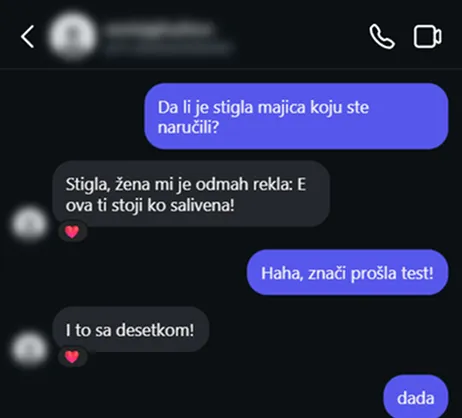 Da li je stigla majica koju ste
naručili?
Stigla, žena mi je odmah rekla: E
ova ti stoji ko salivena!
Haha, znači prošla test!
I to sa desetkom!
dada